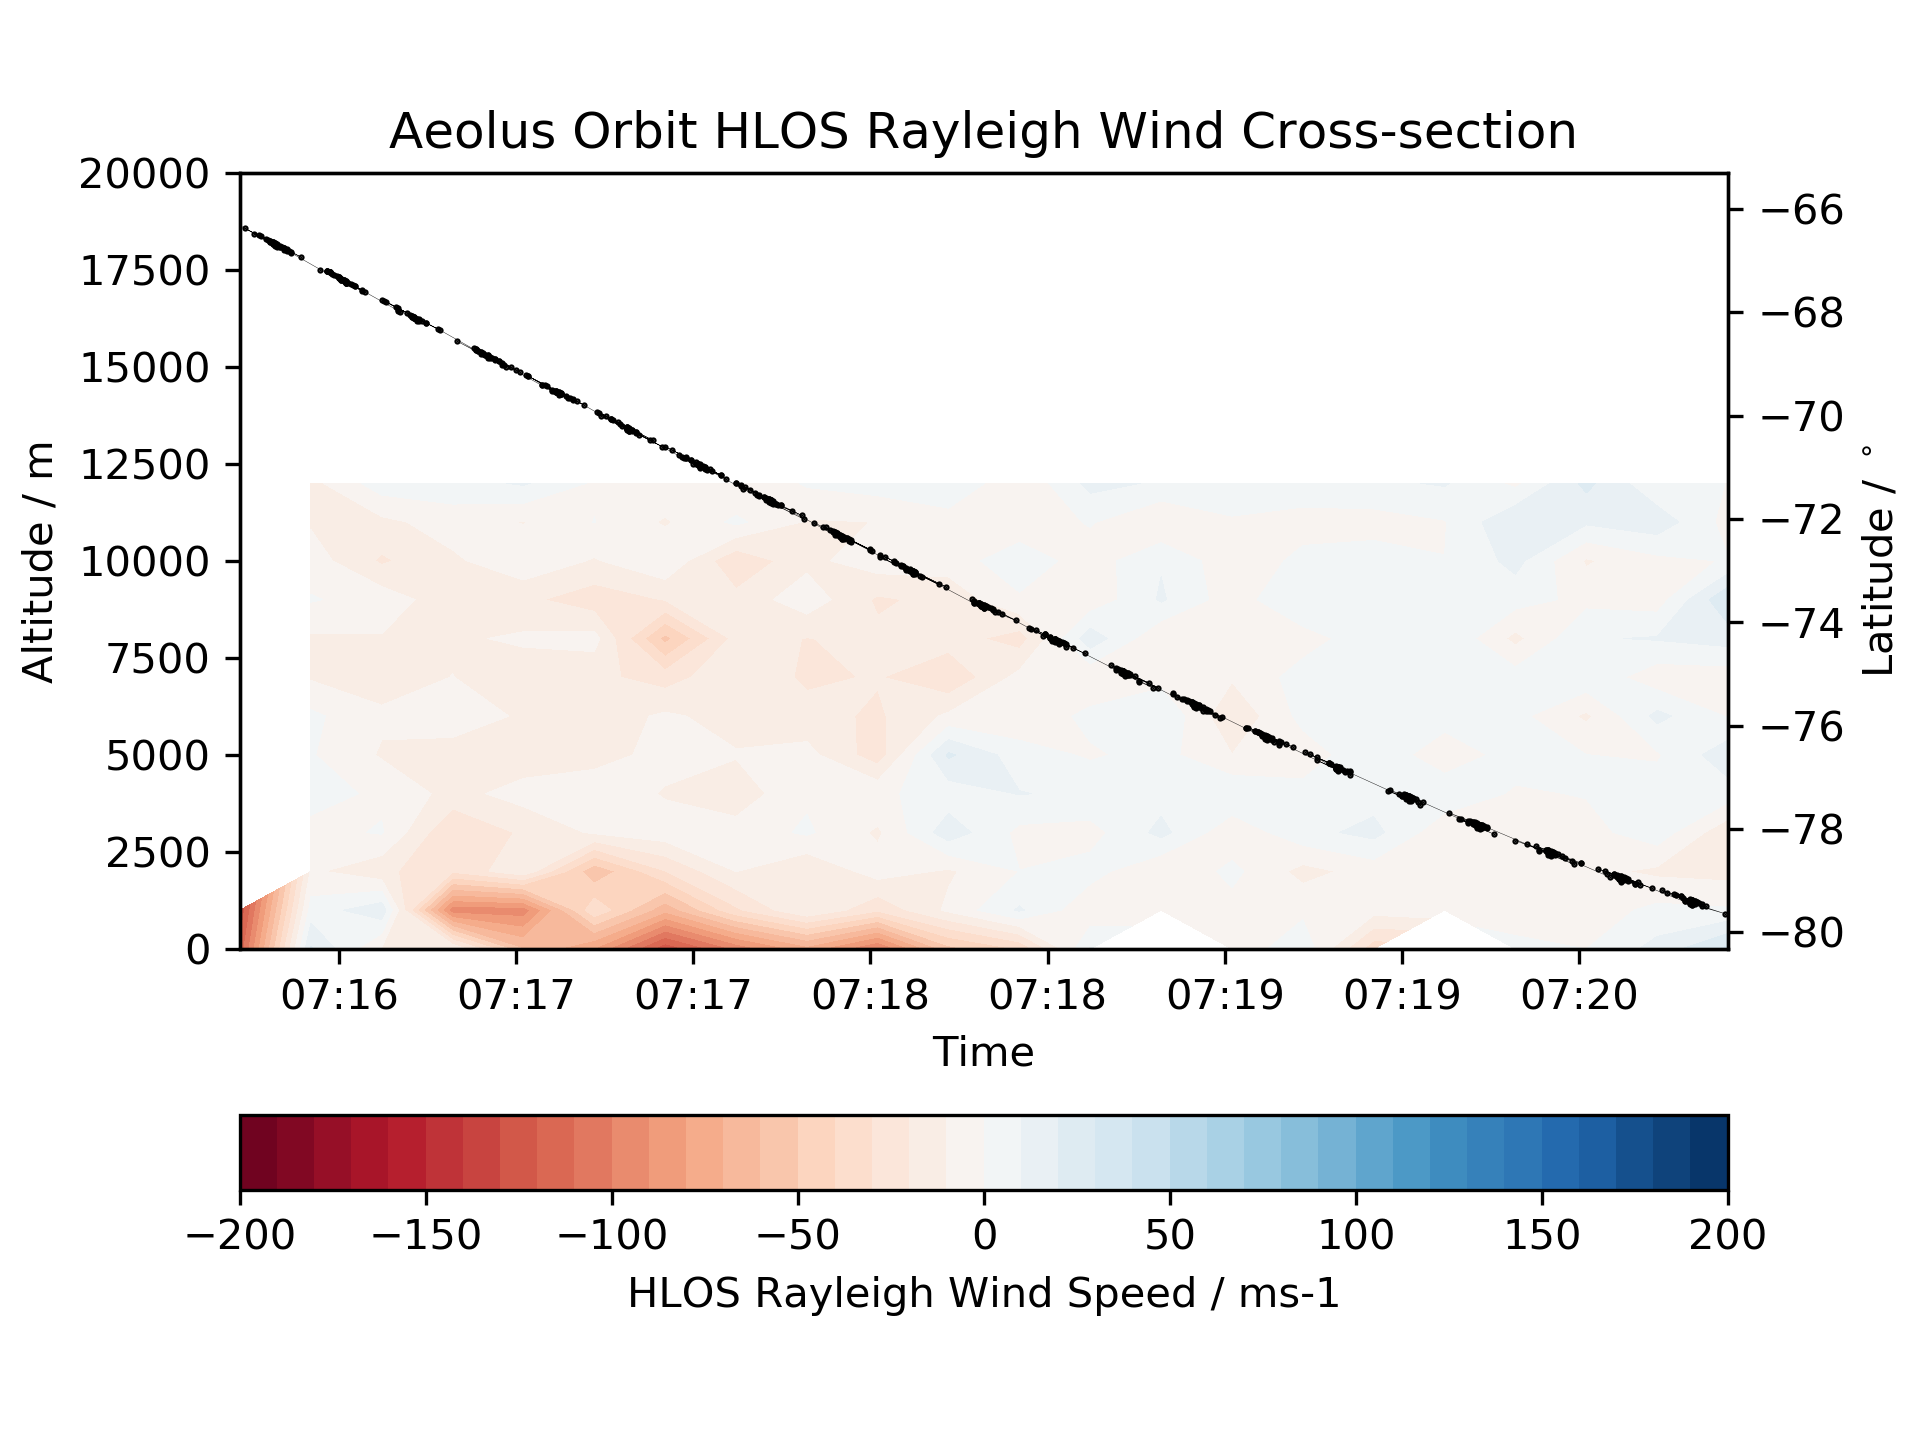 Aeolus Orbit HLOS Rayleigh Wind Cross-section
20000
17500
15000
12500
10000
7500
5000
2500
0
Altitude / m
−66
−68
−70
−72
−74
−76
−78
−80
Latitude / °
07:16 07:17 07:17 07:18 07:18 07:19 07:19 07:20
Time
−200 −150 −100 −50 0 50 100 150 200
HLOS Rayleigh Wind Speed / ms-1